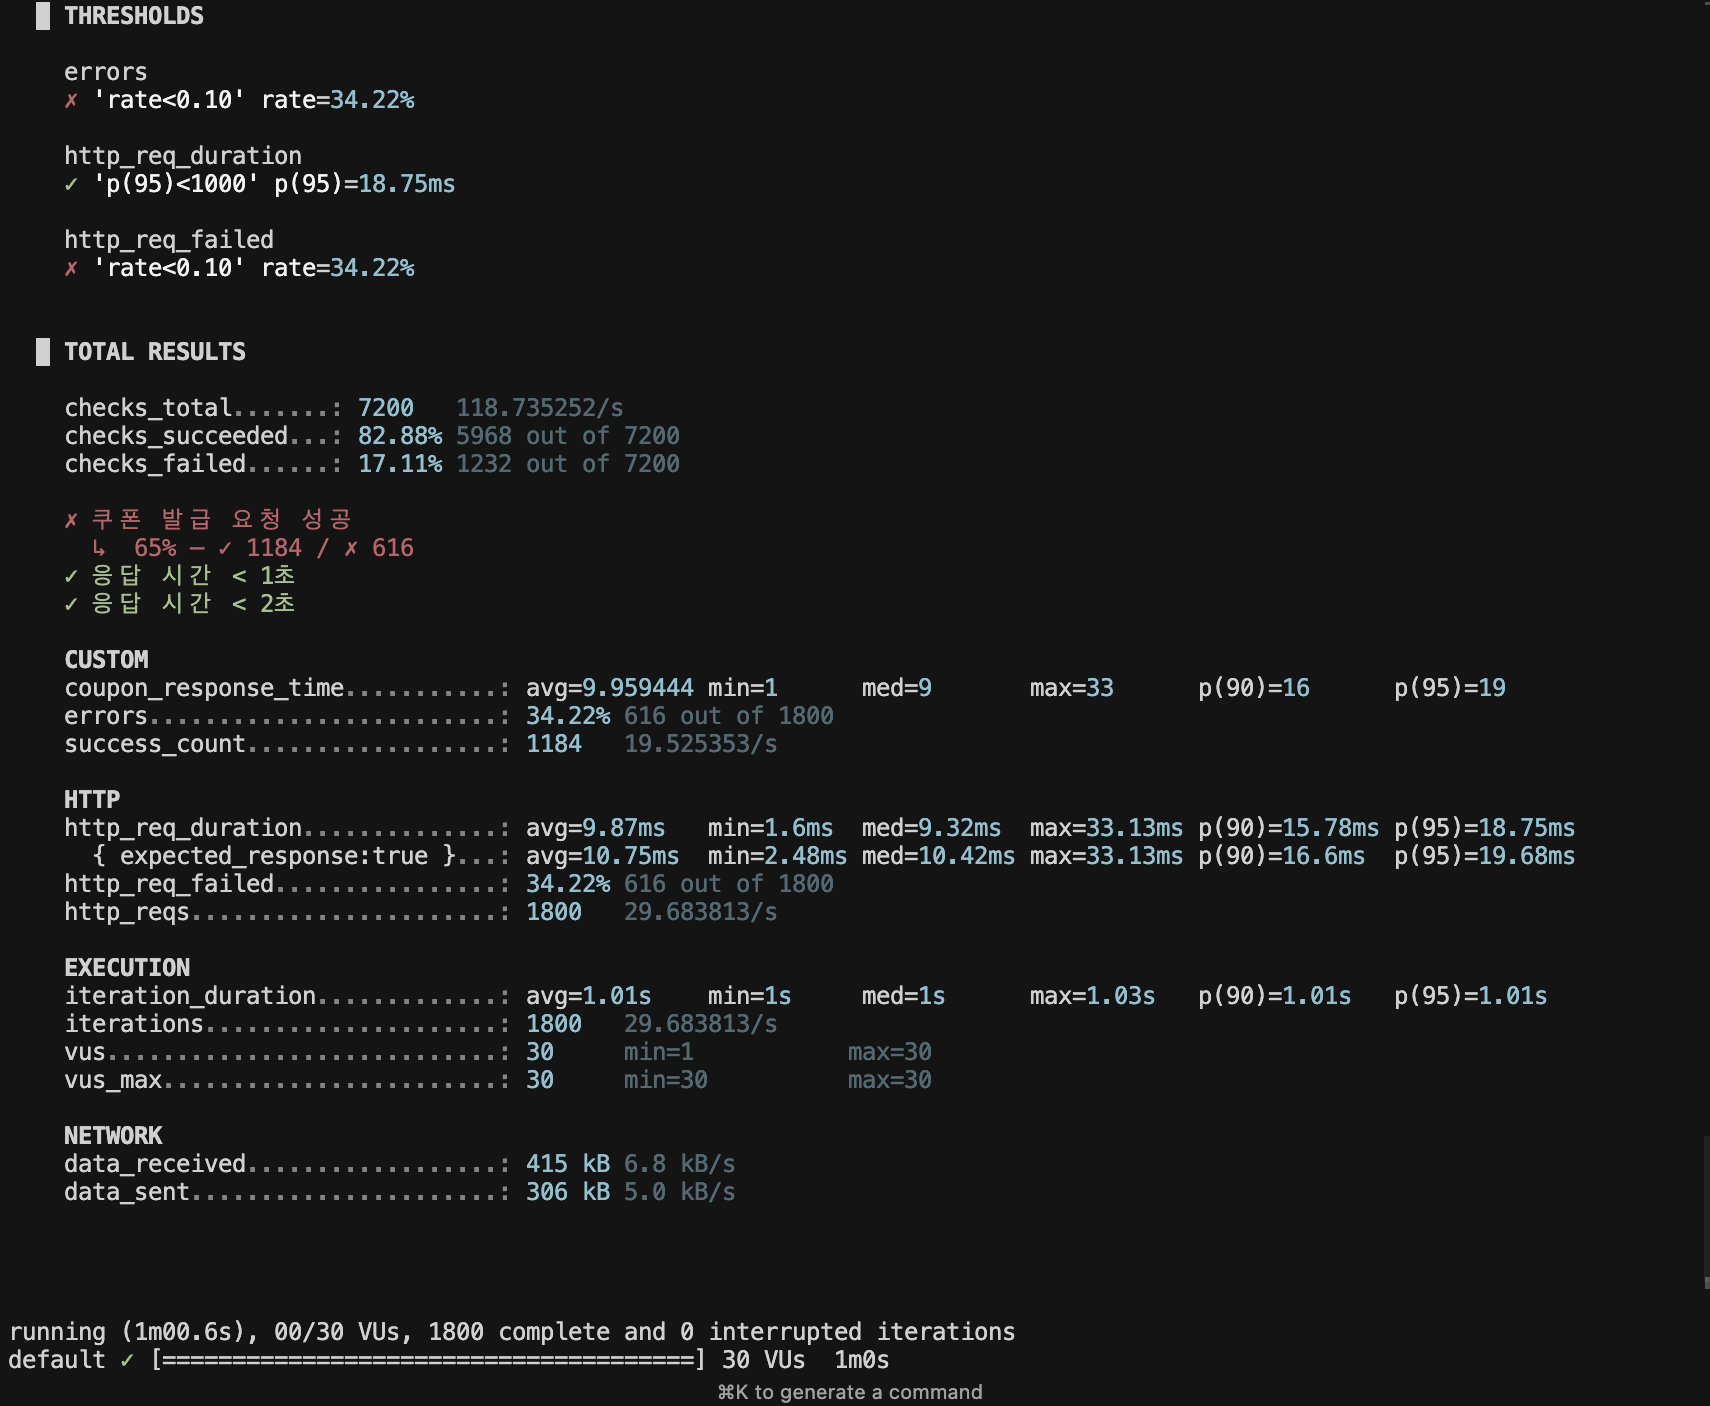 THRESHOLDS
errors
✗ 'rate<0.10' rate=34.22%
http_req_duration
✓ 'p(95)<1000' p(95)=18.75ms
http_req_failed
✗ 'rate<0.10' rate=34.22%
TOTAL RESULTS
checks_total.......: 7200 118.735252/s
checks_succeeded...: 82.88% 5968 out of 7200
checks_failed......: 17.11% 1232 out of 7200
✗ 쿠폰 발급 요청 성공
↳ 65% — ✓ 1184 / ✗ 616
✓ 응답 시간 < 1초
✓ 응답 시간 < 2초
CUSTOM
coupon_response_time...........: avg=9.959444 min=1 med=9 max=33 p(90)=16 p(95)=19
errors.........................: 34.22% 616 out of 1800
success_count..................: 1184 19.525353/s
HTTP
http_req_duration..............: avg=9.87ms min=1.6ms med=9.32ms max=33.13ms p(90)=15.78ms p(95)=18.75ms
{ expected_response:true }...: avg=10.75ms min=2.48ms med=10.42ms max=33.13ms p(90)=16.6ms p(95)=19.68ms
http_req_failed................: 34.22% 616 out of 1800
http_reqs......................: 1800 29.683813/s
EXECUTION
iteration_duration.............: avg=1.01s min=1s med=1s max=1.03s p(90)=1.01s p(95)=1.01s
iterations.....................: 1800 29.683813/s
vus............................: 30 min=1 max=30
vus_max........................: 30 min=30 max=30
NETWORK
data_received..................: 415 kB 6.8 kB/s
data_sent......................: 306 kB 5.0 kB/s
running (1m00.6s), 00/30 VUs, 1800 complete and 0 interrupted iterations
default ✓ [======================================] 30 VUs 1m0s
⌘K to generate a command